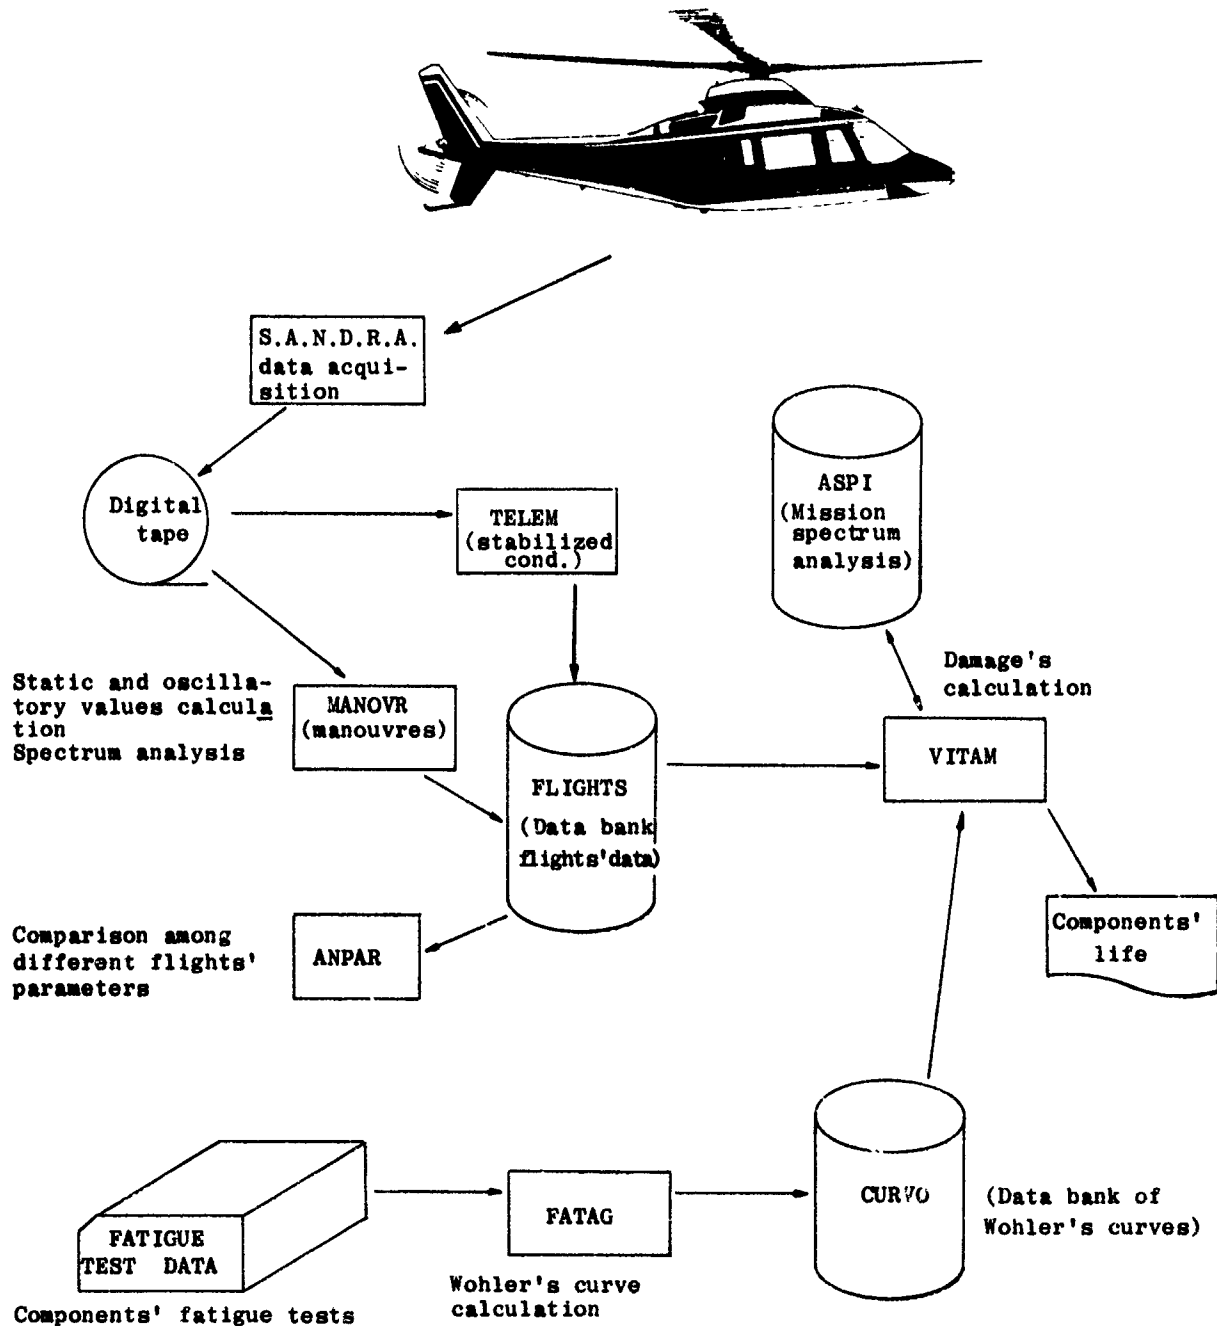 S.A.N.D.R.A.
data acqui-
sition
Digital
tape
TELEM
(stabilized
cond.)
ASPI
(Mission
spectrum
analysis)
Static and oscilla-
tory values calcula
tion
Spectrum analysis
MANOVR
(manouvres)
FLIGHTS
(Data bank
flights'data)
Damage's
calculation
VITAM
Comparison among
different flights'
parameters
ANPAR
Components'
life
FATIGUE
TEST DATA
Components' fatigue tests
FATAG
Wohler's curve
calculation
CURVO
(Data bank of
Wohler's curves)